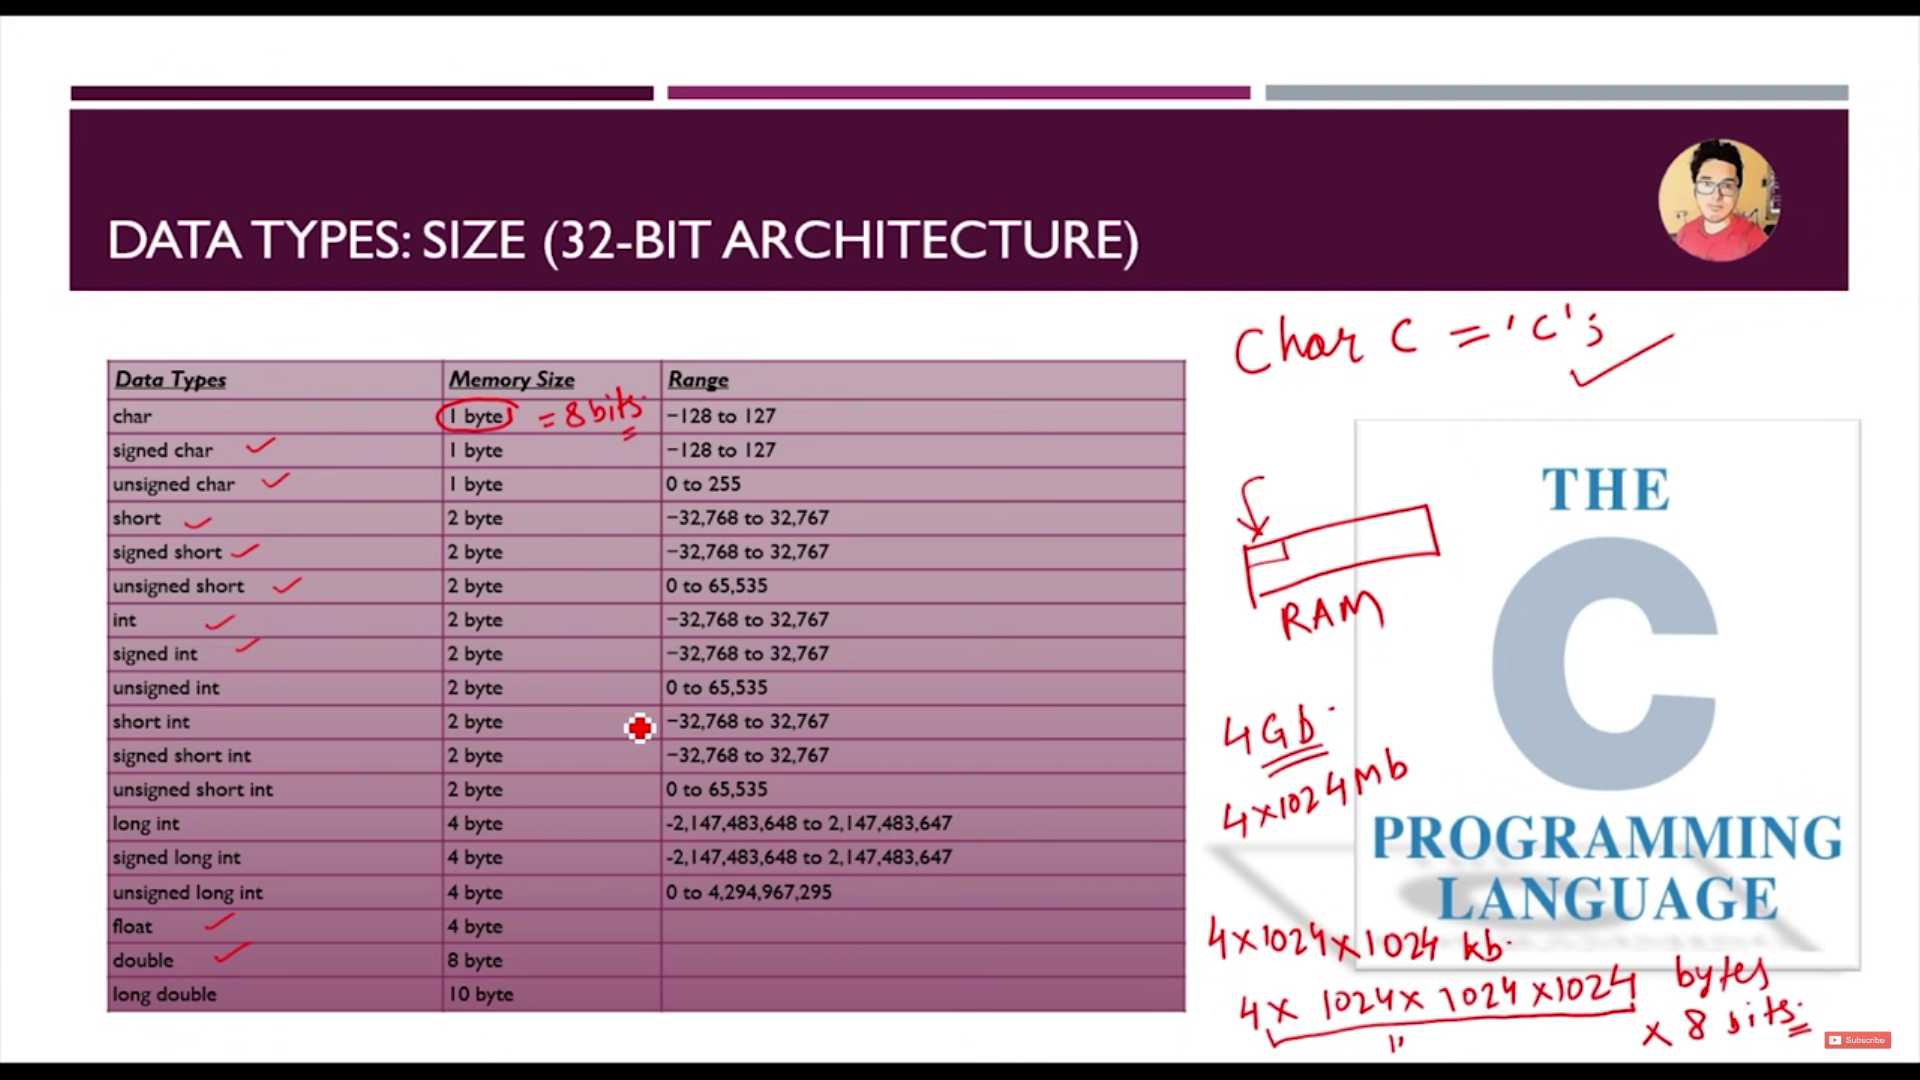 DATA TYPES: SIZE (32-BIT ARCHITECTURE)
Data Types Memory Size Range
char 1 byte = 8 bits. −128 to 127
signed char 1 byte −128 to 127
unsigned char 1 byte 0 to 255
short 2 byte −32,768 to 32,767
signed short 2 byte −32,768 to 32,767
unsigned short 2 byte 0 to 65,535
int 2 byte −32,768 to 32,767
signed int 2 byte −32,768 to 32,767
unsigned int 2 byte 0 to 65,535
short int 2 byte −32,768 to 32,767
signed short int 2 byte −32,768 to 32,767
unsigned short int 2 byte 0 to 65,535
long int 4 byte -2,147,483,648 to 2,147,483,647
signed long int 4 byte -2,147,483,648 to 2,147,483,647
unsigned long int 4 byte 0 to 4,294,967,295
float 4 byte
double 8 byte
long double 10 byte
Char C = 'C';
RAM
4Gb
4x1024Mb
4x1024x1024 kb
4x 1024x 1024 x1024 bytes
x 8 bits
THE
C
PROGRAMMING
LANGUAGE
Subscribe